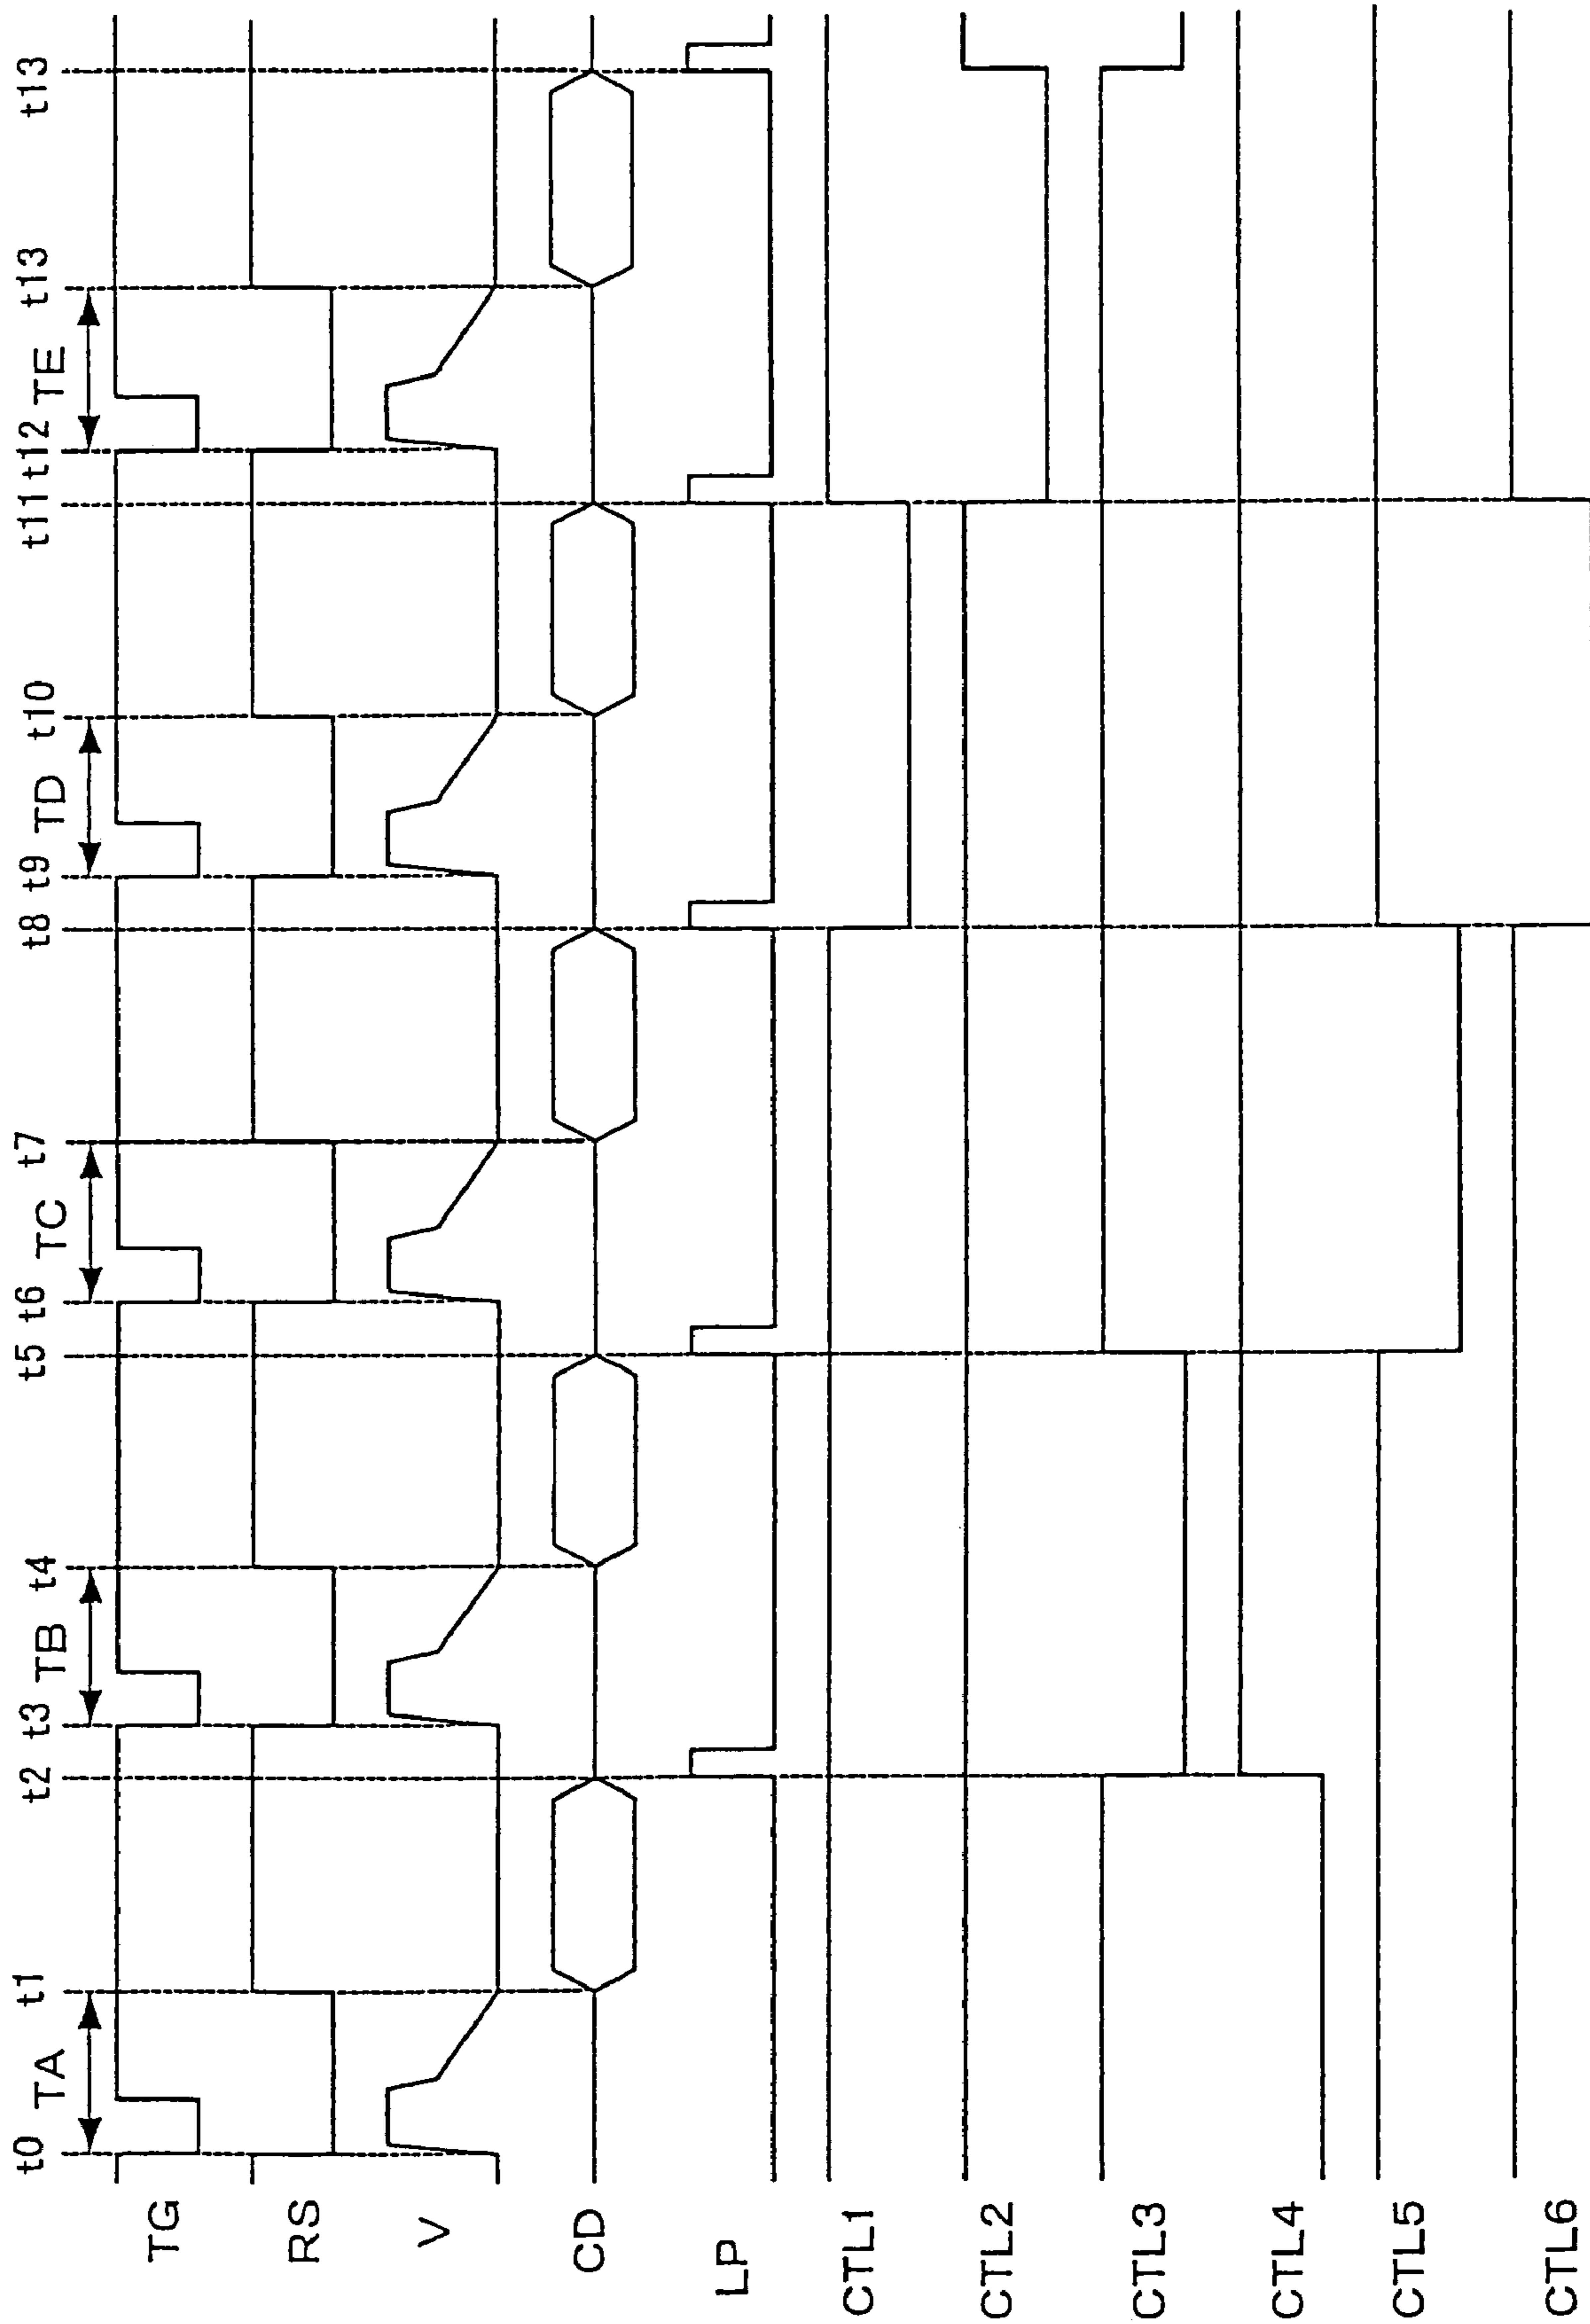 t0 TA t1 t2 t3 TB t4 t5 t6 TC t7 t8 t9 TD t10 t11 t12 TE t13 t13
TG
RS
V
CD
LP
CTL1
CTL2
CTL3
CTL4
CTL5
CTL6